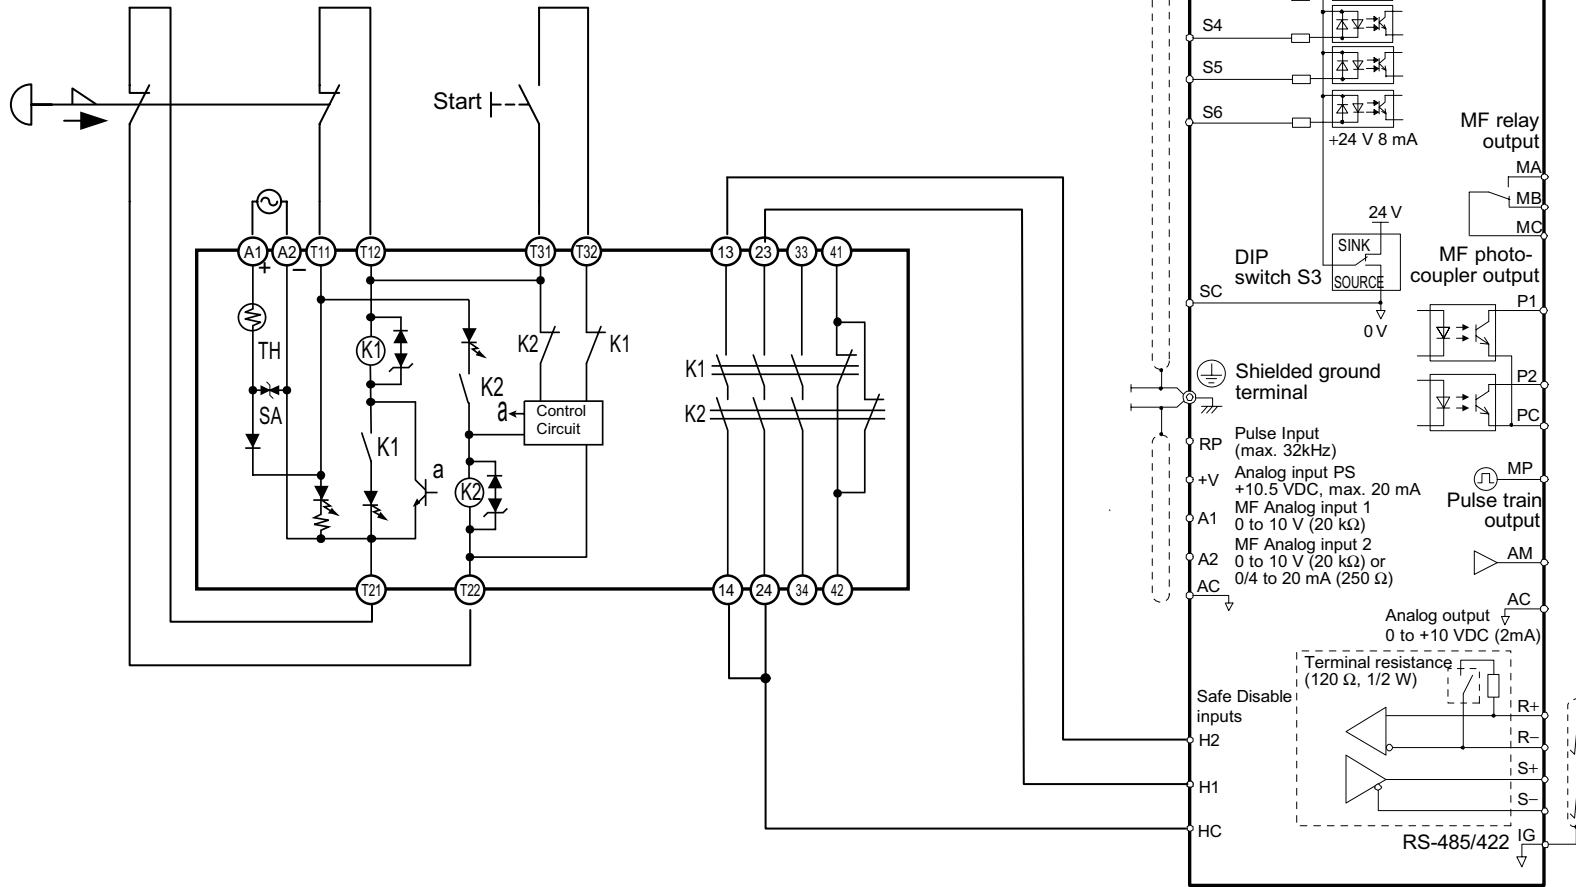 Start
A1
A2
T11
T12
T31
T32
13
23
33
41
+
−
TH
SA
K1
K1
K2
K2
K2
K1
a
Control
Circuit
a
K1
K2
T21
T22
14
24
34
42
S4
S5
S6
+24 V 8 mA
MF relay
output
MA
MB
MC
24 V
DIP
switch S3
SINK
SOURCE
SC
0 V
MF photo-
coupler output
P1
P2
PC
Shielded ground
terminal
RP
Pulse Input
(max. 32kHz)
+V
Analog input PS
+10.5 VDC, max. 20 mA
A1
MF Analog input 1
0 to 10 V (20 kΩ)
A2
MF Analog input 2
0 to 10 V (20 kΩ) or
0/4 to 20 mA (250 Ω)
AC
MP
Pulse train
output
AM
AC
Analog output
0 to +10 VDC (2mA)
Terminal resistance
(120 Ω, 1/2 W)
Safe Disable
inputs
H2
H1
HC
R+
R−
S+
S−
RS-485/422
IG